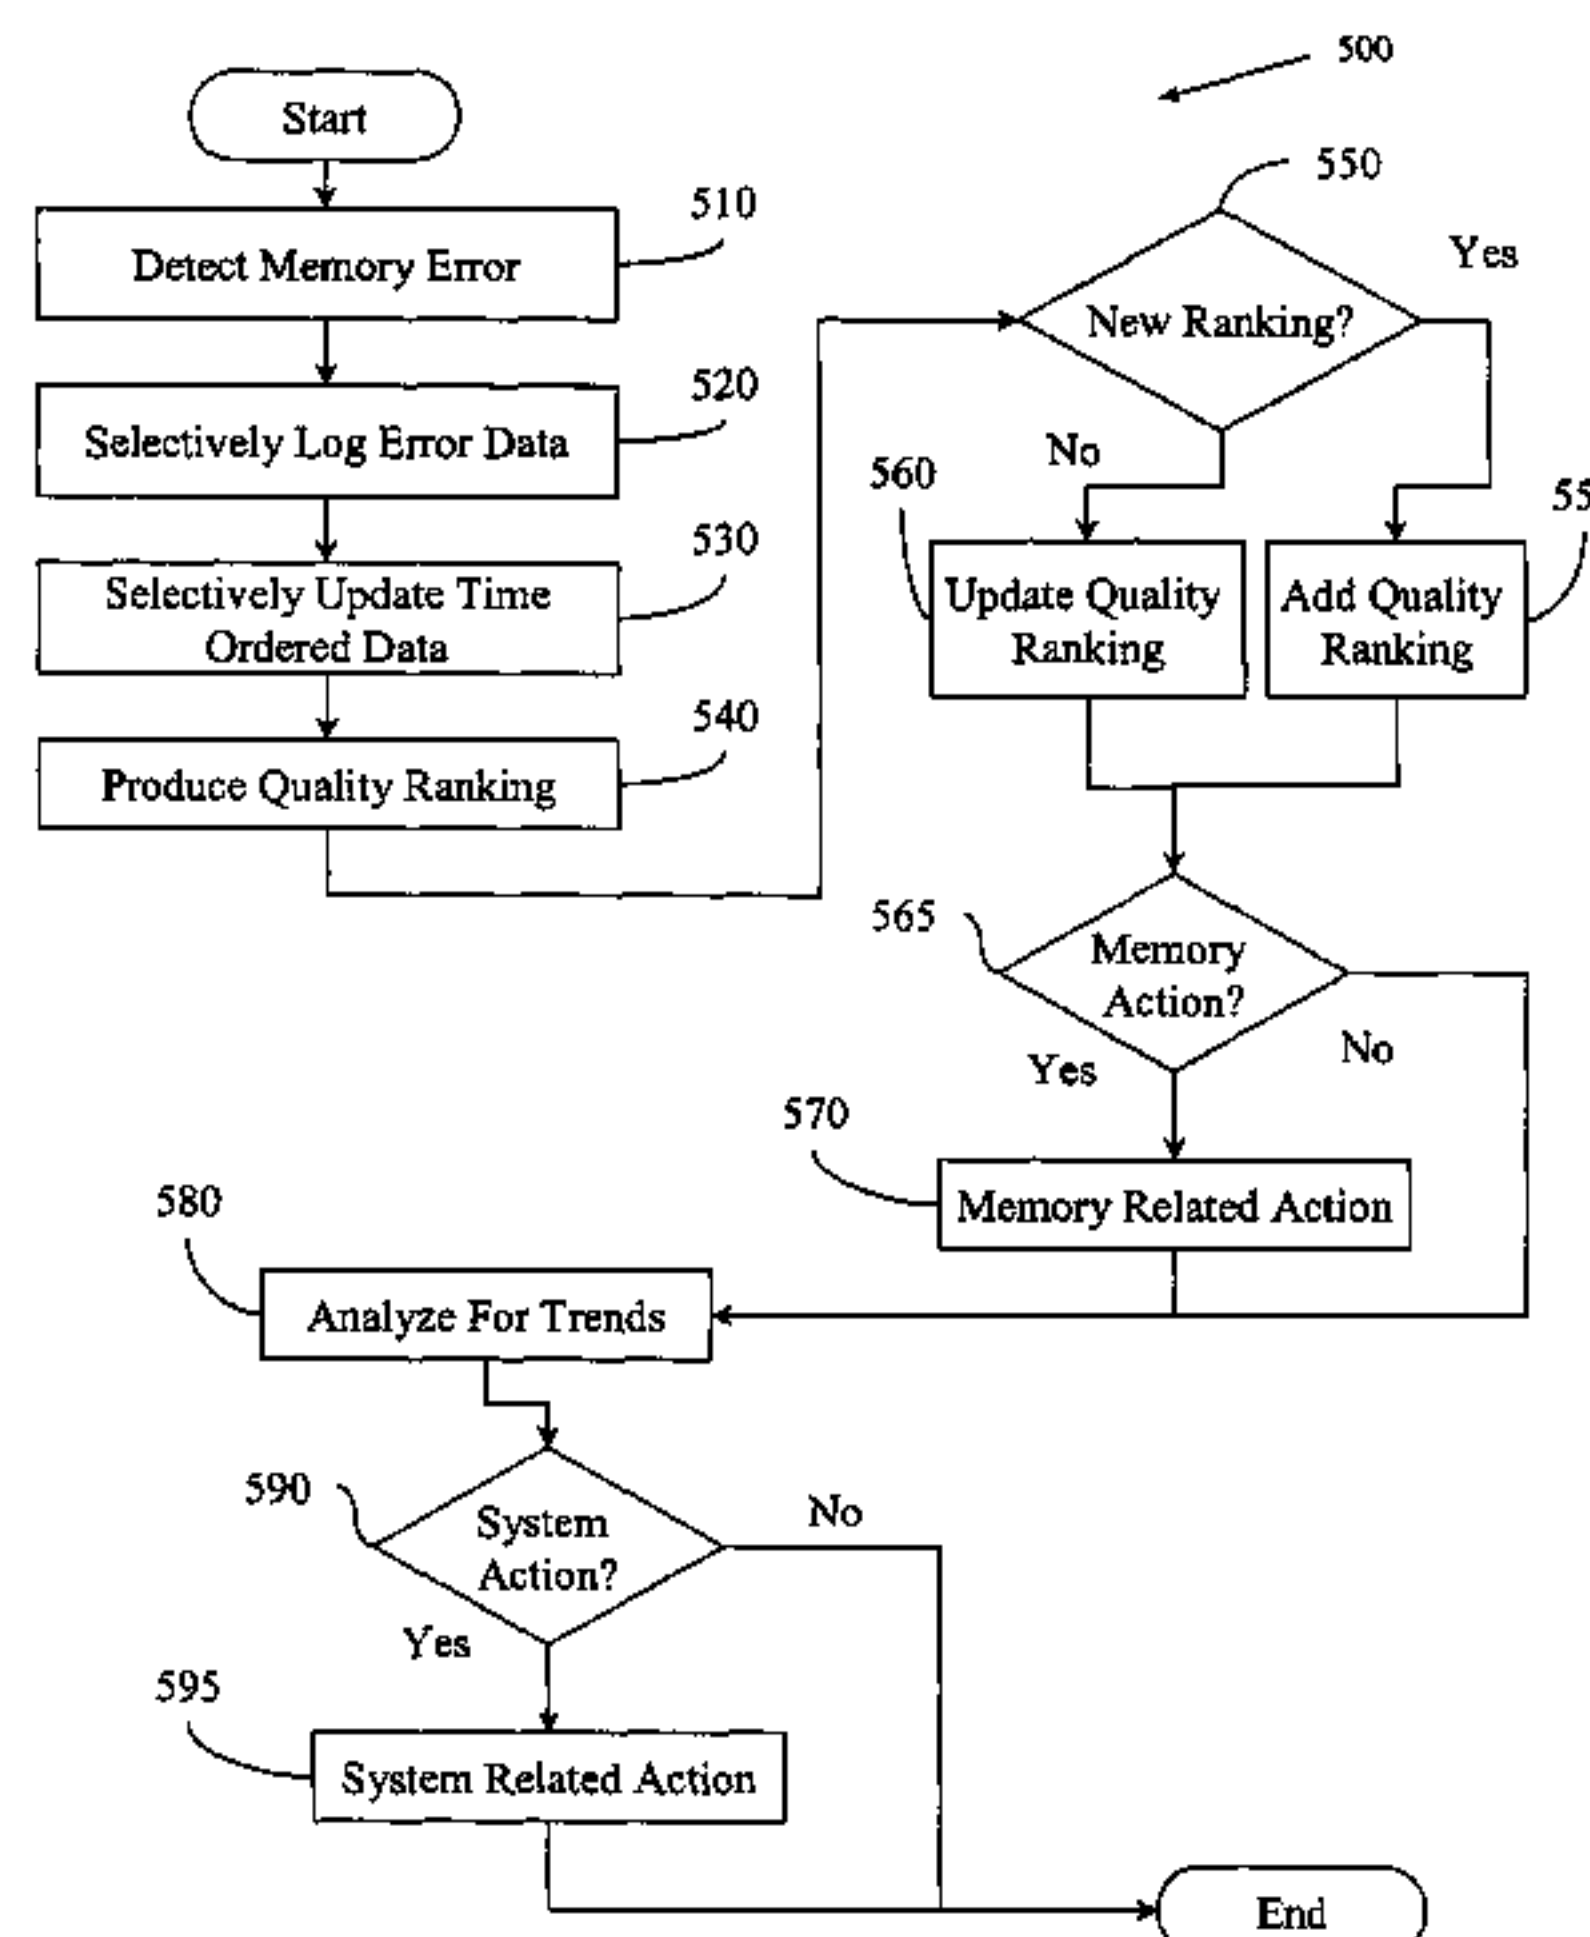 500
Start
510
Detect Memory Error
520
Selectively Log Error Data
530
Selectively Update Time
Ordered Data
540
Produce Quality Ranking
550
New Ranking?
Yes
No
560
Update Quality
Ranking
55
Add Quality
Ranking
565
Memory
Action?
Yes
No
570
Memory Related Action
580
Analyze For Trends
590
System
Action?
No
Yes
595
System Related Action
End